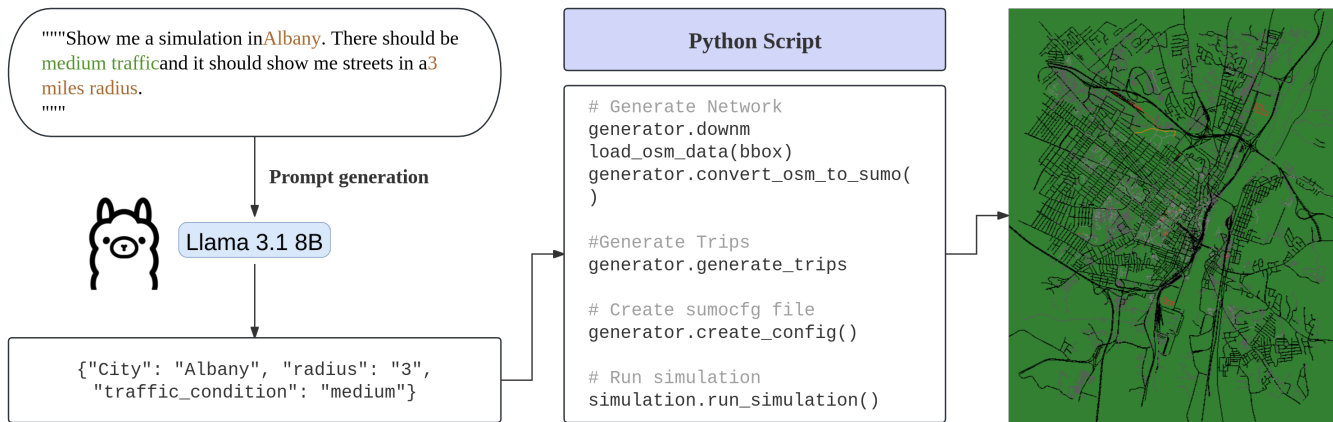 """Show me a simulation inAlbany. There should be
medium trafficand it should show me streets in a3
miles radius.
"""
Prompt generation
Llama 3.1 8B
{"City": "Albany", "radius": "3",
"traffic_condition": "medium"}
Python Script
# Generate Network
generator.downm
load_osm_data(bbox)
generator.convert_osm_to_sumo(
)
#Generate Trips
generator.generate_trips
# Create sumocfg file
generator.create_config()
# Run simulation
simulation.run_simulation()